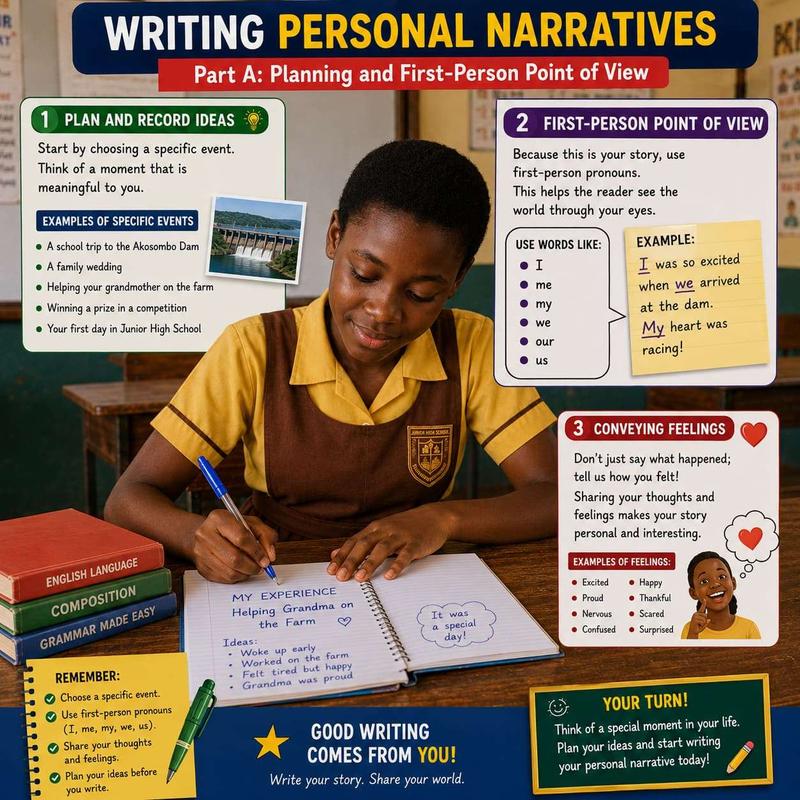 WRITING PERSONAL NARRATIVES
Part A: Planning and First-Person Point of View
1 PLAN AND RECORD IDEAS
Start by choosing a specific event.
Think of a moment that is
meaningful to you.
EXAMPLES OF SPECIFIC EVENTS
• A school trip to the Akosombo Dam
• A family wedding
• Helping your grandmother on the farm
• Winning a prize in a competition
• Your first day in Junior High School
2 FIRST-PERSON POINT OF VIEW
Because this is your story, use
first-person pronouns.
This helps the reader see the
world through your eyes.
USE WORDS LIKE:
• I
• me
• my
• we
• our
• us
EXAMPLE:
I was so excited
when we arrived
at the dam.
My heart was
racing!
3 CONVEYING FEELINGS
Don't just say what happened;
tell us how you felt!
Sharing your thoughts and
feelings makes your story
personal and interesting.
EXAMPLES OF FEELINGS:
• Excited
• Proud
• Nervous
• Confused
• Happy
• Thankful
• Scared
• Surprised
JUNIOR HIGH SCHOOL
ENGLISH LANGUAGE
COMPOSITION
GRAMMAR MADE EASY
MY EXPERIENCE
Helping Grandma on
the Farm
Ideas:
• Woke up early
• Worked on the farm
• Felt tired but happy
• Grandma was proud
It was
a special
day!
REMEMBER:
Choose a specific event.
Use first-person pronouns
(I, me, my, we, us).
Share your thoughts
and feelings.
Plan your ideas before
you write.
GOOD WRITING
COMES FROM YOU!
Write your story. Share your world.
YOUR TURN!
Think of a special moment in your life.
Plan your ideas and start writing
your personal narrative today!